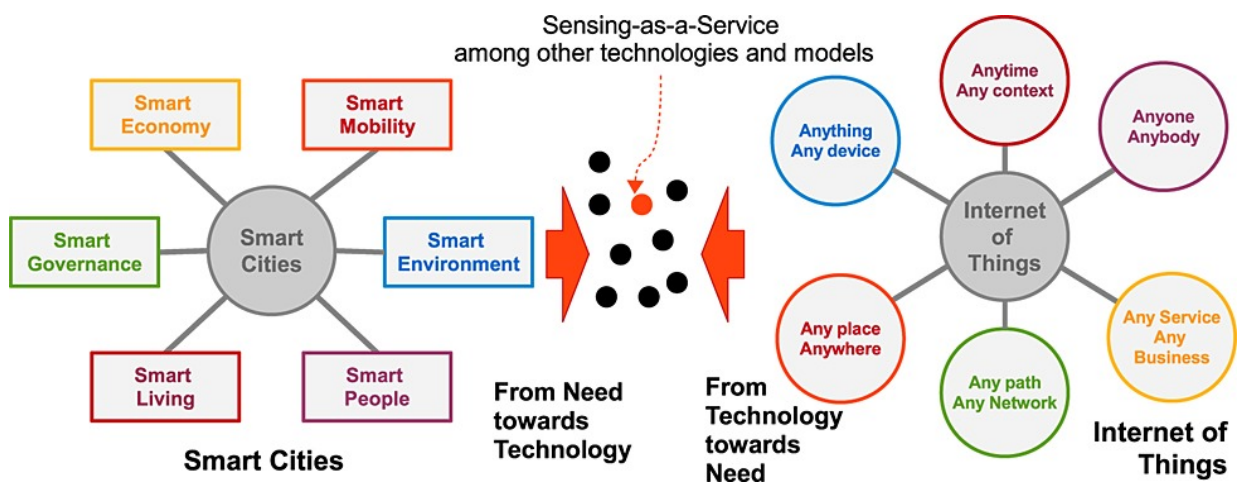 Sensing-as-a-Service
among other technologies and models
Smart
Economy
Smart
Mobility
Smart
Governance
Smart
Cities
Smart
Environment
Smart
Living
Smart
People
Smart Cities
From Need
towards
Technology
From
Technology
towards
Need
Anytime
Any context
Anything
Any device
Anyone
Anybody
Internet
of
Things
Any place
Anywhere
Any path
Any Network
Any Service
Any
Business
Internet of
Things